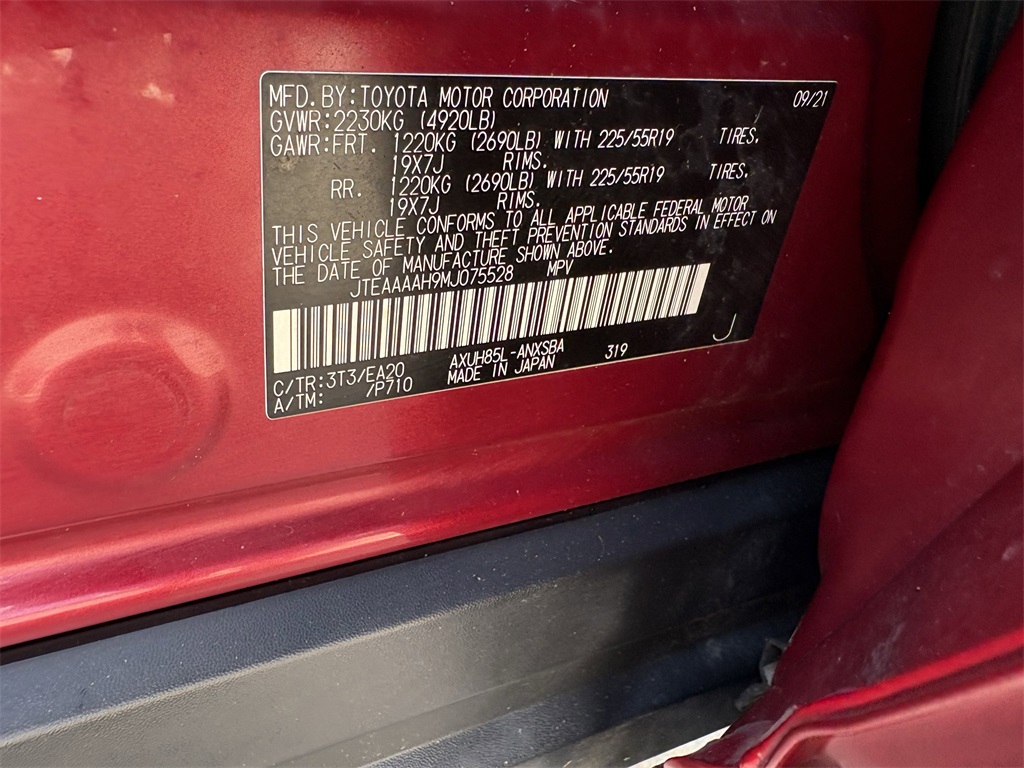 MFD. BY: TOYOTA MOTOR CORPORATION 09/21
GVWR: 2230KG (4920LB)
GAWR: FRT. 1220KG (2690LB) WITH 225/55R19 TIRES,
19X7J RIMS.
RR. 1220KG (2690LB) WITH 225/55R19 TIRES,
19X7J RIMS.
THIS VEHICLE CONFORMS TO ALL APPLICABLE FEDERAL MOTOR
VEHICLE SAFETY AND THEFT PREVENTION STANDARDS IN EFFECT ON
THE DATE OF MANUFACTURE SHOWN ABOVE.
JTEAAAAH9MJ075528 MPV
C/TR: 3T3/EA20 AXUH85L-ANXSBA 319 J
A/TM: /P710 MADE IN JAPAN